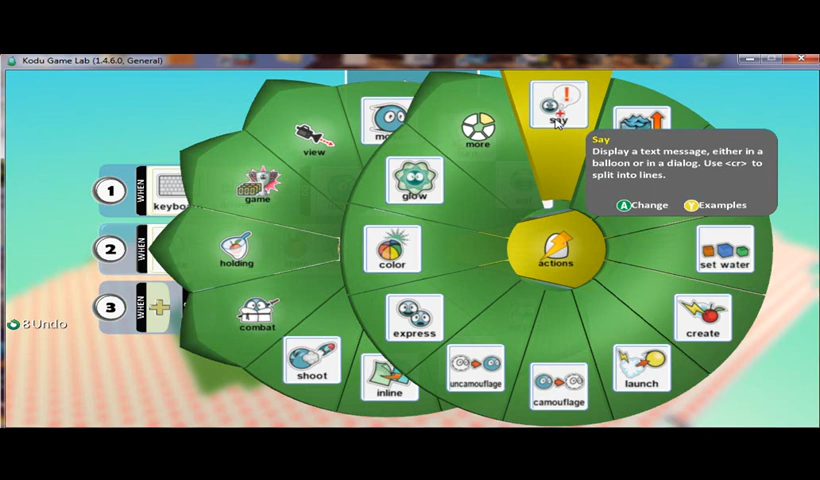 Kodu Game Lab (1.4.6.0, General)
view
game
holding
combat
shoot
inline
more
say
glow
color
express
uncamouflage
camouflage
launch
create
set water
actions
Say
Display a text message, either in a
balloon or in a dialog. Use <cr> to
split into lines.
A Change Y Examples
1 WHEN
2 WHEN
3 WHEN +
8 Undo